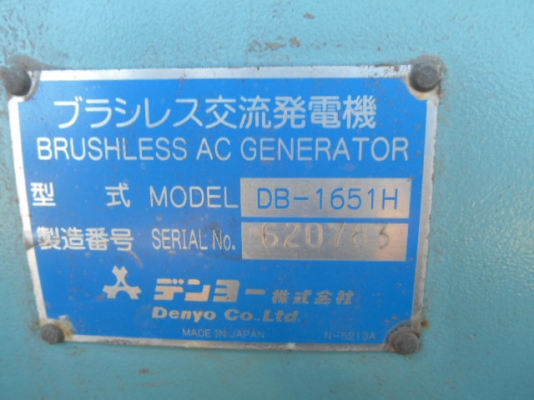 ブラシレス交流発電機
BRUSHLESS AC GENERATOR
型 式 MODEL DB-1651H
製造番号 SERIAL No. 620763
デンヨー株式会社
Denyo Co., Ltd.
MADE IN JAPAN N-5213A